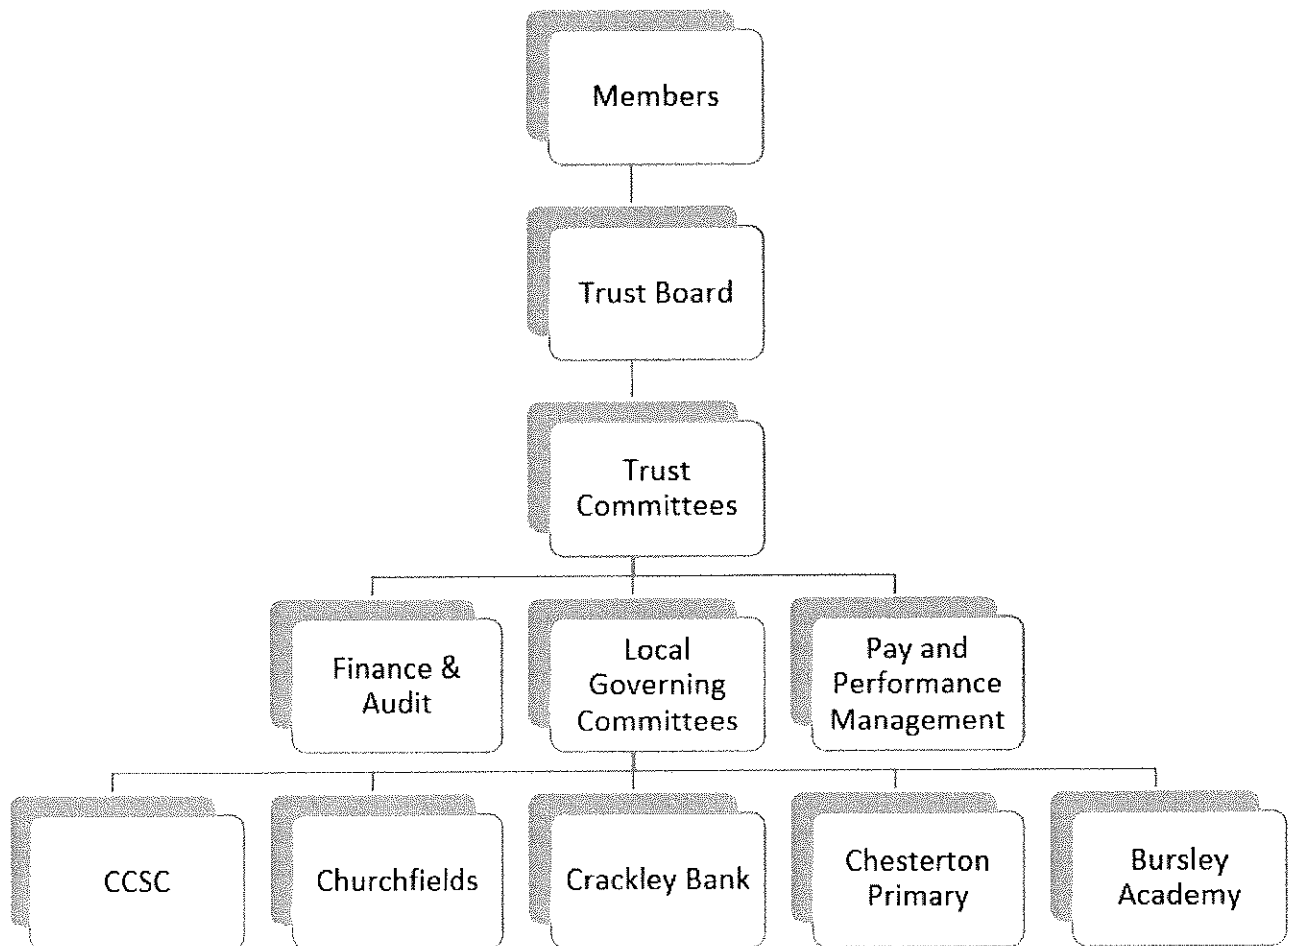 Members
Trust Board
Trust
Committees
Finance &
Audit
Local
Governing
Committees
Pay and
Performance
Management
CCSC
Churchfields
Crackley Bank
Chesterton
Primary
Bursley
Academy